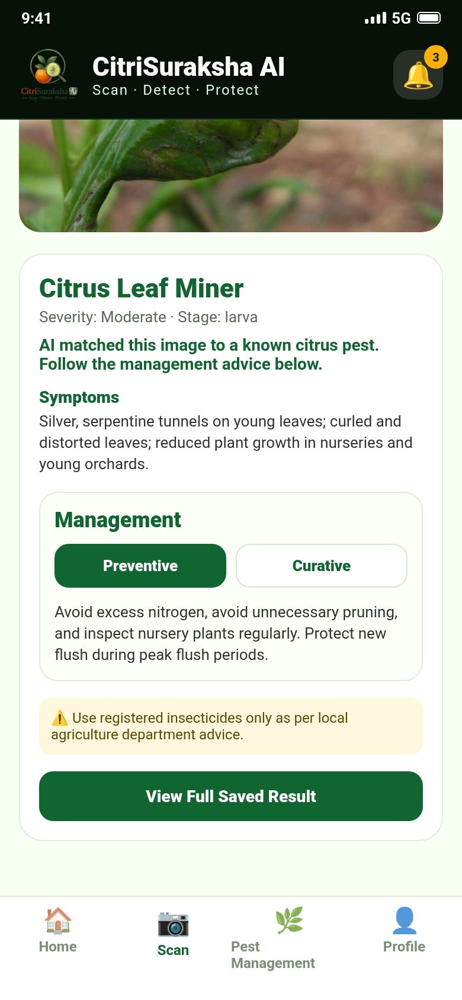 9:41
5G
CitriSuraksha AI
Scan · Detect · Protect
3
CitriSuraksha Ai
Scan - Detect - Protect
Citrus Leaf Miner
Severity: Moderate · Stage: larva
AI matched this image to a known citrus pest.
Follow the management advice below.
Symptoms
Silver, serpentine tunnels on young leaves; curled and
distorted leaves; reduced plant growth in nurseries and
young orchards.
Management
Preventive
Curative
Avoid excess nitrogen, avoid unnecessary pruning,
and inspect nursery plants regularly. Protect new
flush during peak flush periods.
⚠️ Use registered insecticides only as per local
agriculture department advice.
View Full Saved Result
Home
Scan
Pest
Management
Profile